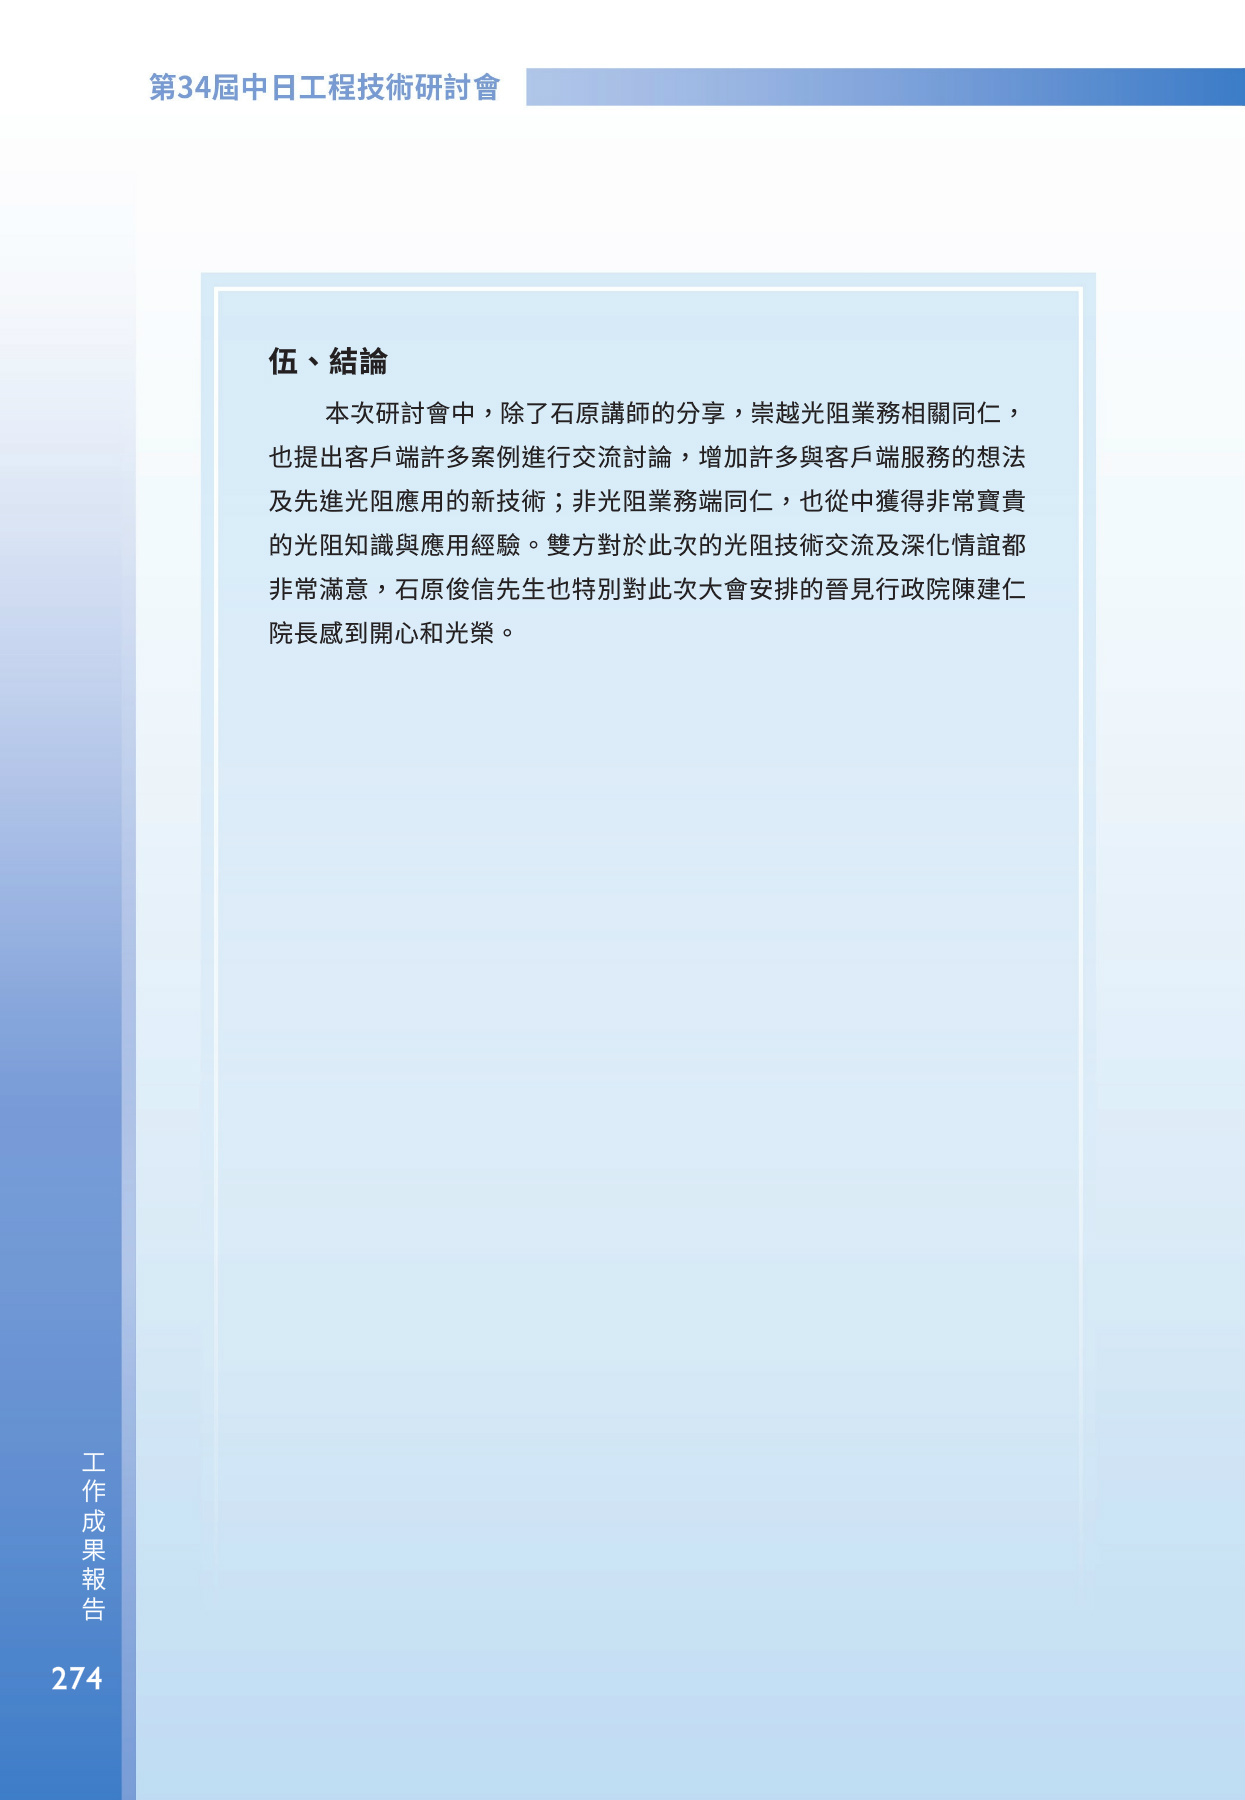 第34屆中日工程技術研討會
伍、結論
本次研討會中，除了石原講師的分享，崇越光阻業務相關同仁，
也提出客戶端許多案例進行交流討論，增加許多與客戶端服務的想法
及先進光阻應用的新技術；非光阻業務端同仁，也從中獲得非常寶貴
的光阻知識與應用經驗。雙方對於此次的光阻技術交流及深化情誼都
非常滿意，石原俊信先生也特別對此次大會安排的晉見行政院陳建仁
院長感到開心和光榮。
工作成果報告
274